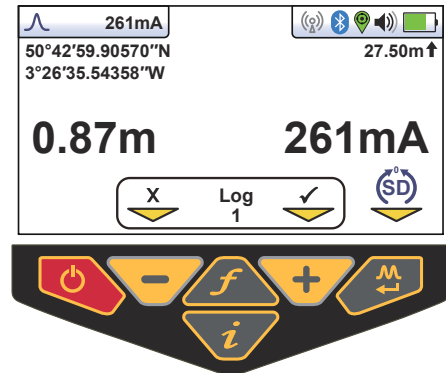 261mA
50°42′59.90570″N
27.50m
3°26′35.54358″W
0.87m 261mA
X Log ✓
1
0
SD
- f +
i